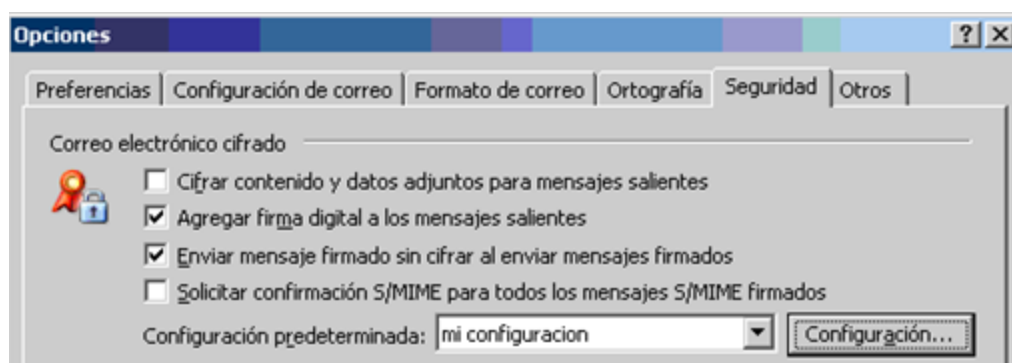 Opciones
Preferencias Configuración de correo Formato de correo Ortografía Seguridad Otros
Correo electrónico cifrado
Cifrar contenido y datos adjuntos para mensajes salientes
Agregar firma digital a los mensajes salientes
Enviar mensaje firmado sin cifrar al enviar mensajes firmados
Solicitar confirmación S/MIME para todos los mensajes S/MIME firmados
Configuración predeterminada: mi configuracion Configuración...